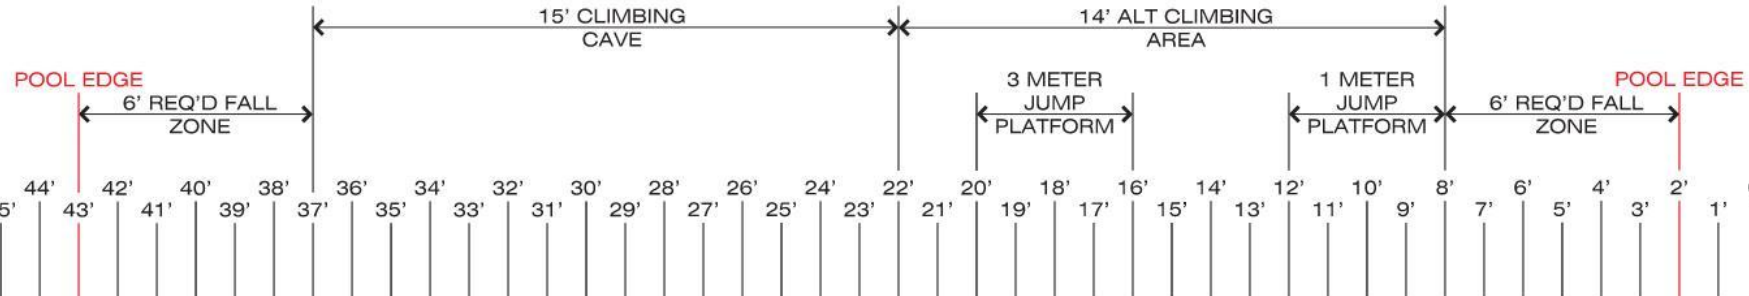 15’ CLIMBING
CAVE
14’ ALT CLIMBING
AREA
POOL EDGE
6’ REQ’D FALL
ZONE
3 METER
JUMP
PLATFORM
1 METER
JUMP
PLATFORM
6’ REQ’D FALL
ZONE
POOL EDGE
44’ 42’ 40’ 38’ 36’ 34’ 32’ 30’ 28’ 26’ 24’ 22’ 20’ 18’ 16’ 14’ 12’ 10’ 8’ 6’ 4’ 2’
5’ 43’ 41’ 39’ 37’ 35’ 33’ 31’ 29’ 27’ 25’ 23’ 21’ 19’ 17’ 15’ 13’ 11’ 9’ 7’ 5’ 3’ 1’